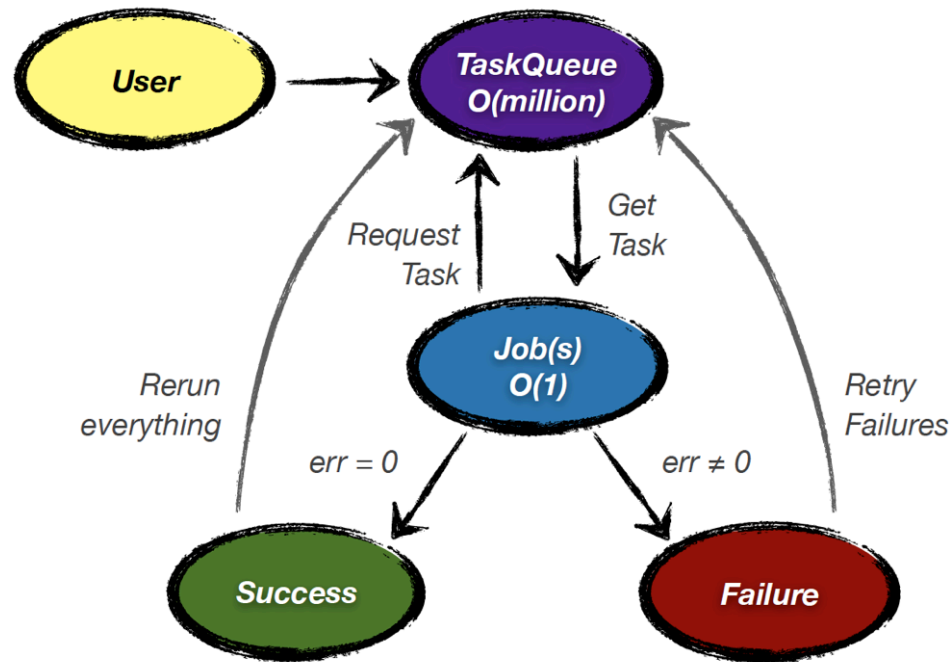 User
TaskQueue
O(million)
Request
Task
Get
Task
Job(s)
O(1)
Rerun
everything
Retry
Failures
err = 0
err ≠ 0
Success
Failure